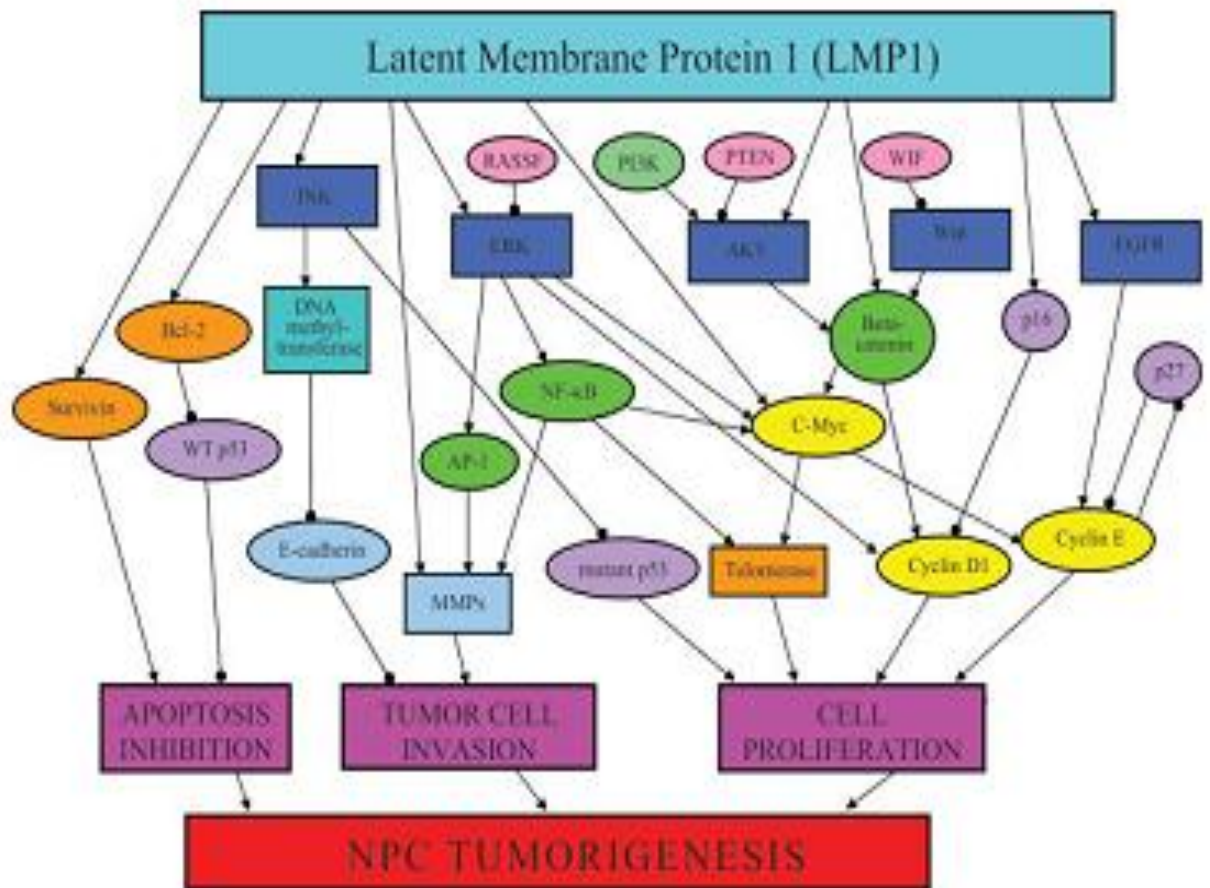 Latent Membrane Protein 1 (LMP1)
RASSF
PI3K
PTEN
WIF
JNK
ERK
AKT
Wnt
EGFR
Bcl-2
DNA
methyl-
transferase
Beta-
catenin
p16
p27
Survivin
NF-κB
C-Myc
WT p53
AP-1
E-cadherin
MMPs
mutant p53
Telomerase
Cyclin D1
Cyclin E
APOPTOSIS
INHIBITION
TUMOR CELL
INVASION
CELL
PROLIFERATION
NPC TUMORIGENESIS